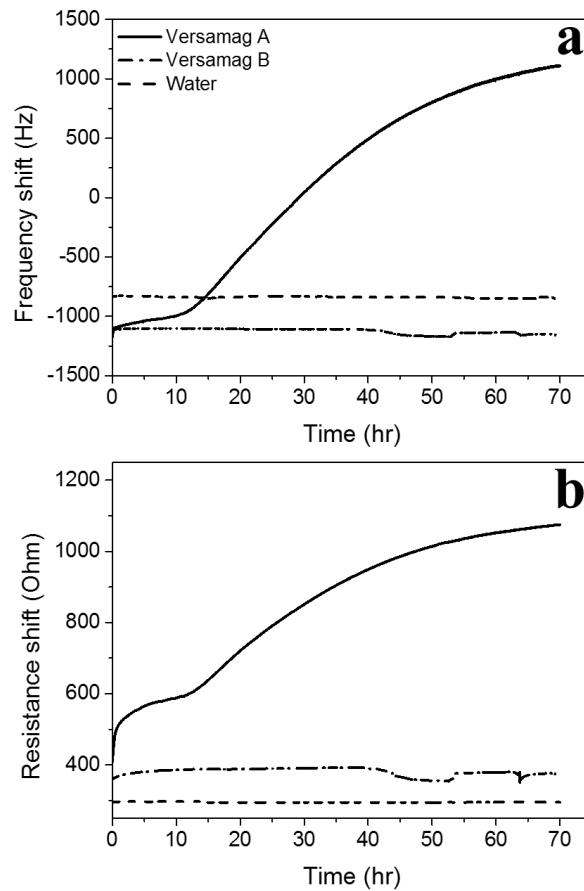 a
Versamag A
Versamag B
Water
Frequency shift (Hz)
1500
1000
500
0
-500
-1000
-1500
0 10 20 30 40 50 60 70
Time (hr)
b
Resistance shift (Ohm)
1200
1000
800
600
400
0 10 20 30 40 50 60 70
Time (hr)